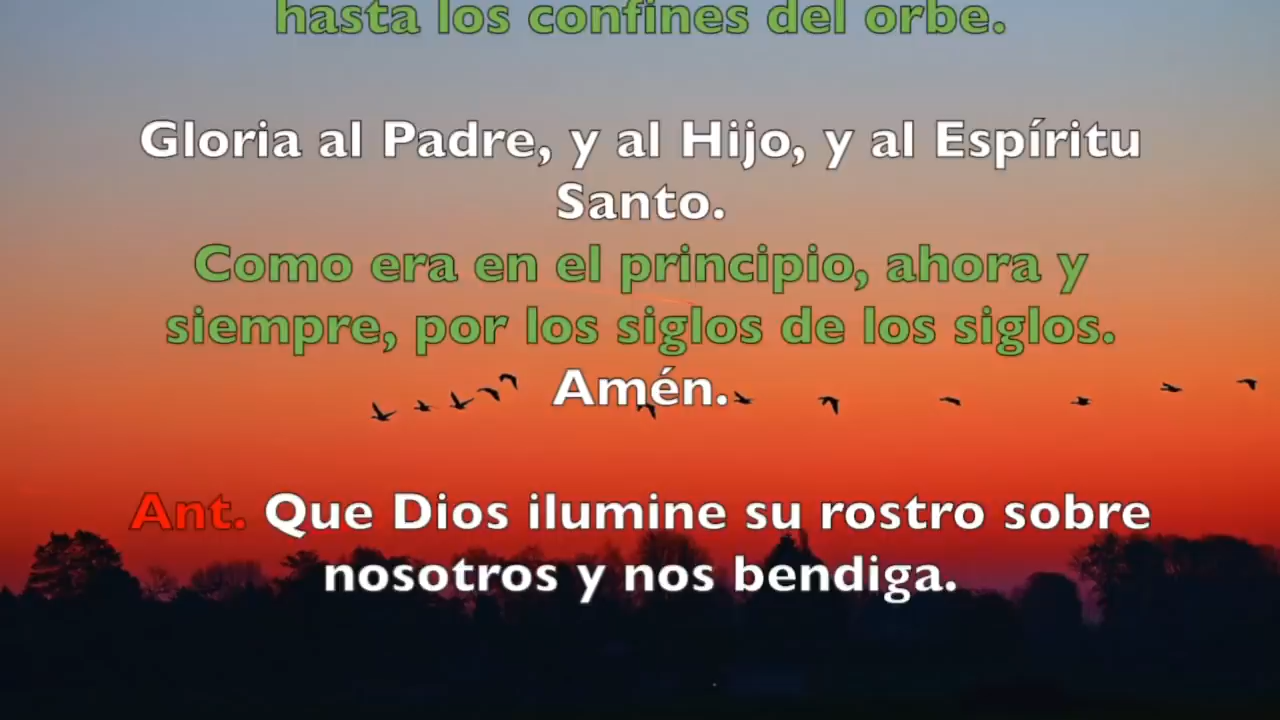 hasta los confines del orbe.
Gloria al Padre, y al Hijo, y al Espíritu
Santo.
Como era en el principio, ahora y
siempre, por los siglos de los siglos.
Amén.
Ant. Que Dios ilumine su rostro sobre
nosotros y nos bendiga.